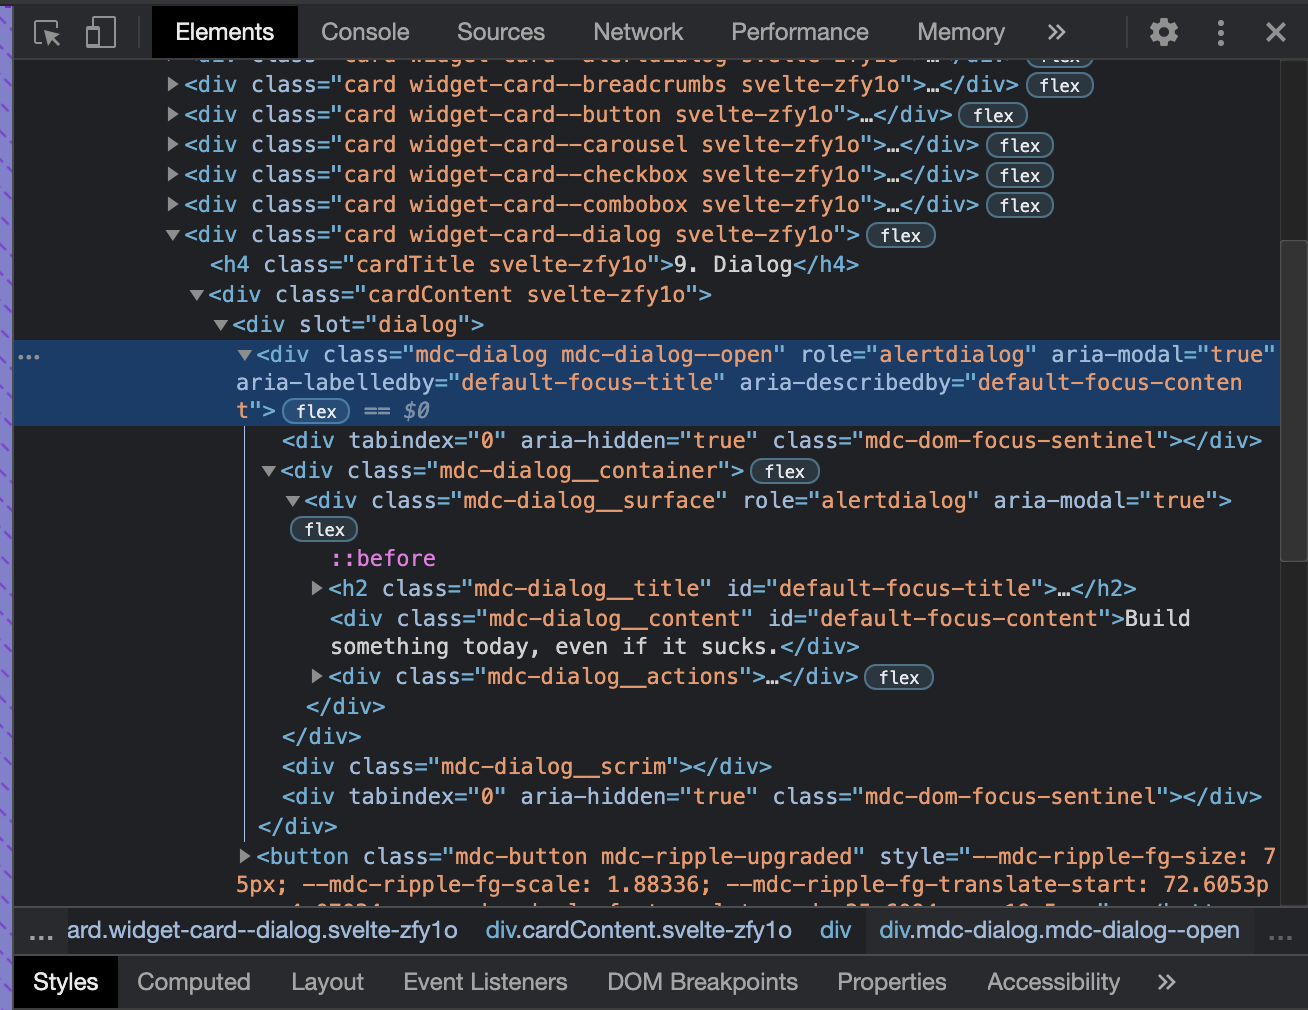 Elements Console Sources Network Performance Memory »
<div class="card widget-card--breadcrumbs svelte-zfy1o">…</div> flex
<div class="card widget-card--button svelte-zfy1o">…</div> flex
<div class="card widget-card--carousel svelte-zfy1o">…</div> flex
<div class="card widget-card--checkbox svelte-zfy1o">…</div> flex
<div class="card widget-card--combobox svelte-zfy1o">…</div> flex
<div class="card widget-card--dialog svelte-zfy1o"> flex
<h4 class="cardTitle svelte-zfy1o">9. Dialog</h4>
<div class="cardContent svelte-zfy1o">
<div slot="dialog">
<div class="mdc-dialog mdc-dialog--open" role="alertdialog" aria-modal="true"
aria-labelledby="default-focus-title" aria-describedby="default-focus-conten
t"> flex == $0
<div tabindex="0" aria-hidden="true" class="mdc-dom-focus-sentinel"></div>
<div class="mdc-dialog__container"> flex
<div class="mdc-dialog__surface" role="alertdialog" aria-modal="true">
flex
::before
<h2 class="mdc-dialog__title" id="default-focus-title">…</h2>
<div class="mdc-dialog__content" id="default-focus-content">Build
something today, even if it sucks.</div>
<div class="mdc-dialog__actions">…</div> flex
</div>
</div>
<div class="mdc-dialog__scrim"></div>
<div tabindex="0" aria-hidden="true" class="mdc-dom-focus-sentinel"></div>
</div>
<button class="mdc-button mdc-ripple-upgraded" style="--mdc-ripple-fg-size: 7
5px; --mdc-ripple-fg-scale: 1.88336; --mdc-ripple-fg-translate-start: 72.6053p
... ard.widget-card--dialog.svelte-zfy1o div.cardContent.svelte-zfy1o div div.mdc-dialog.mdc-dialog--open ...
Styles Computed Layout Event Listeners DOM Breakpoints Properties Accessibility »